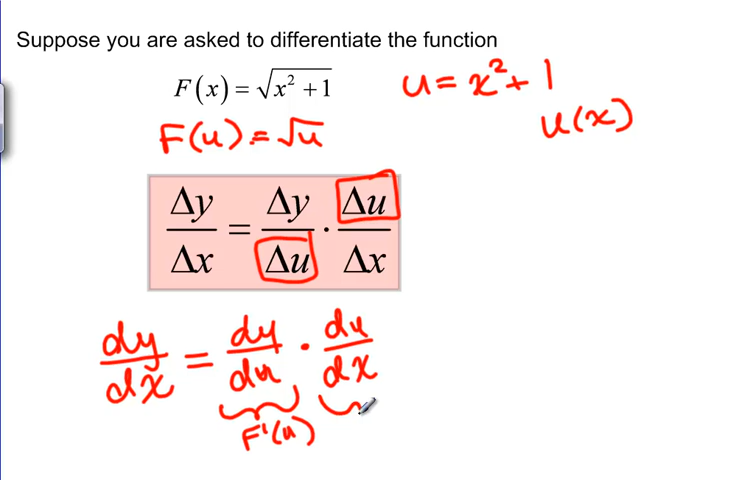 Suppose you are asked to differentiate the function
F(x) = √(x² + 1) u = x² + 1
F(u) = √u u(x)
Δy/Δx = Δy/Δu · Δu/Δx
dy/dx = dy/du · du/dx
F'(u)